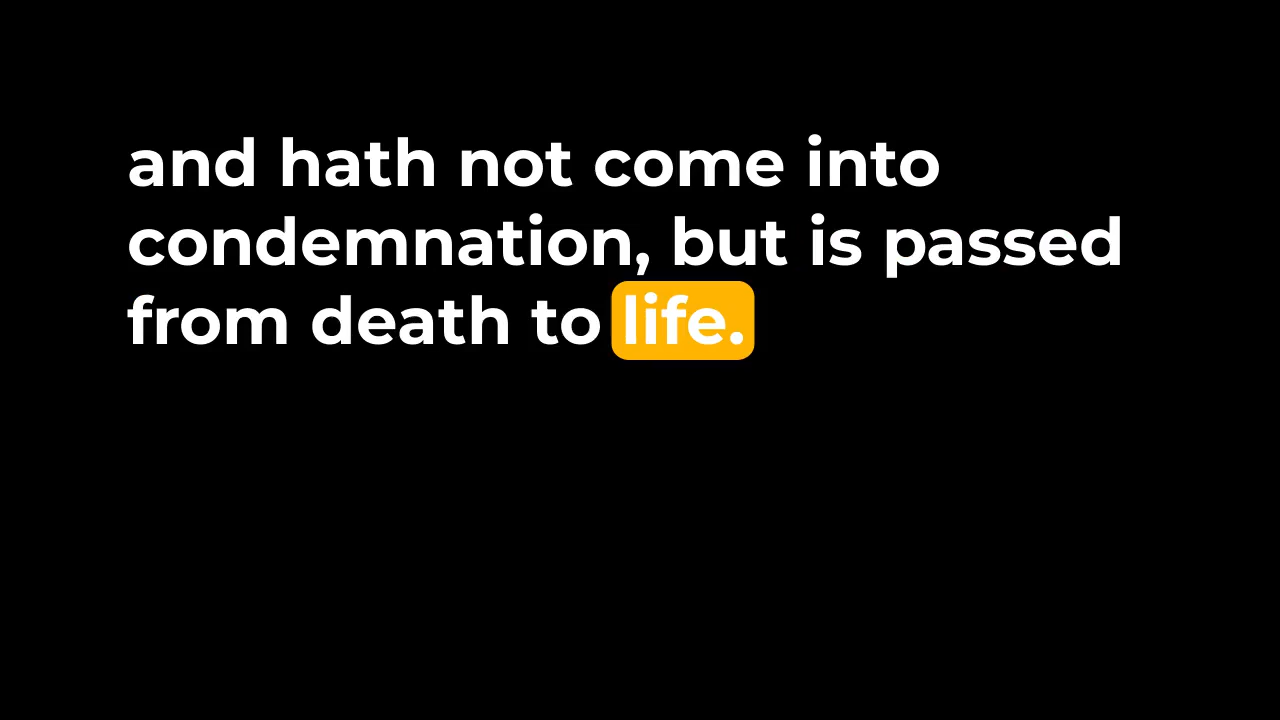 and hath not come into
condemnation, but is passed
from death to life.